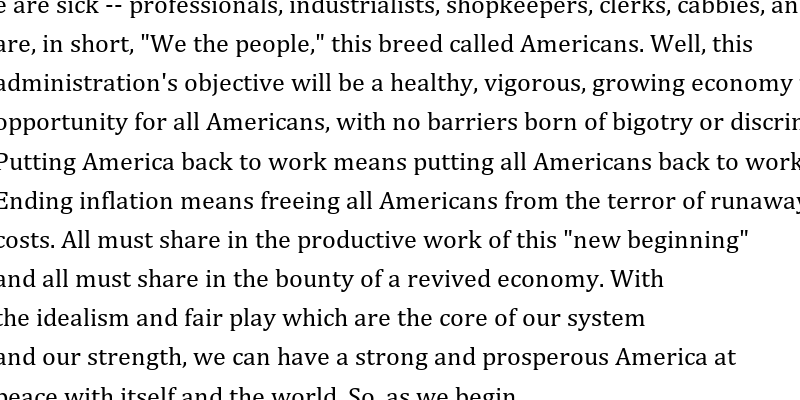 are sick -- professionals, industrialists, shopkeepers, clerks, cabbies,
are, in short, "We the people," this breed called Americans. Well, this
administration's objective will be a healthy, vigorous, growing economy
opportunity for all Americans, with no barriers born of bigotry or
Putting America back to work means putting all Americans back to work
Ending inflation means freeing all Americans from the terror of runaway
costs. All must share in the productive work of this "new beginning"
and all must share in the bounty of a revived economy. With
the idealism and fair play which are the core of our system
and our strength, we can have a strong and prosperous America at
peace with itself and the world. So, as we begin